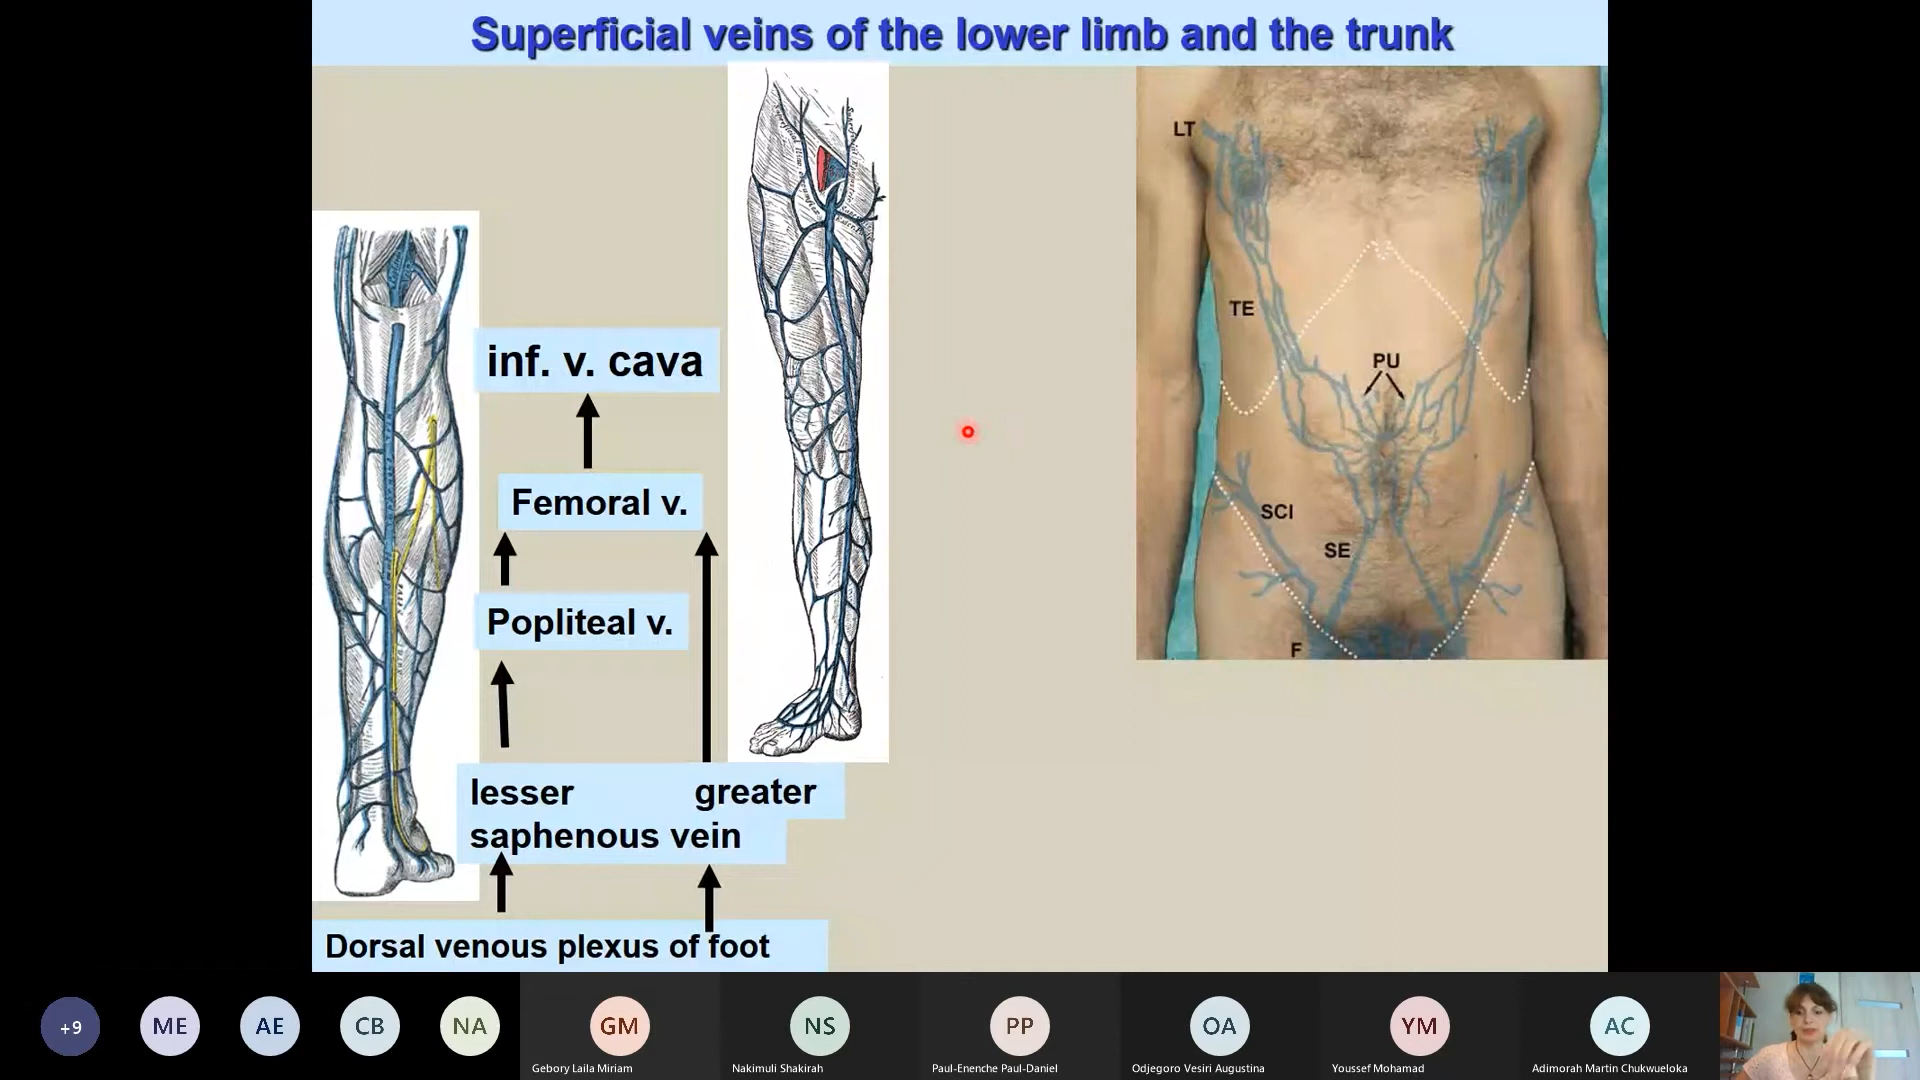 Superficial veins of the lower limb and the trunk
LT
TE
PU
SCI
SE
F
inf. v. cava
Femoral v.
Popliteal v.
lesser greater
saphenous vein
Dorsal venous plexus of foot
+9
ME
AE
CB
NA
GM
Gebory Laila Miriam
NS
Nakimuli Shakirah
PP
Paul-Enenche Paul-Daniel
OA
Odjegoro Vesiri Augustina
YM
Youssef Mohamad
AC
Adimorah Martin Chukwueloka